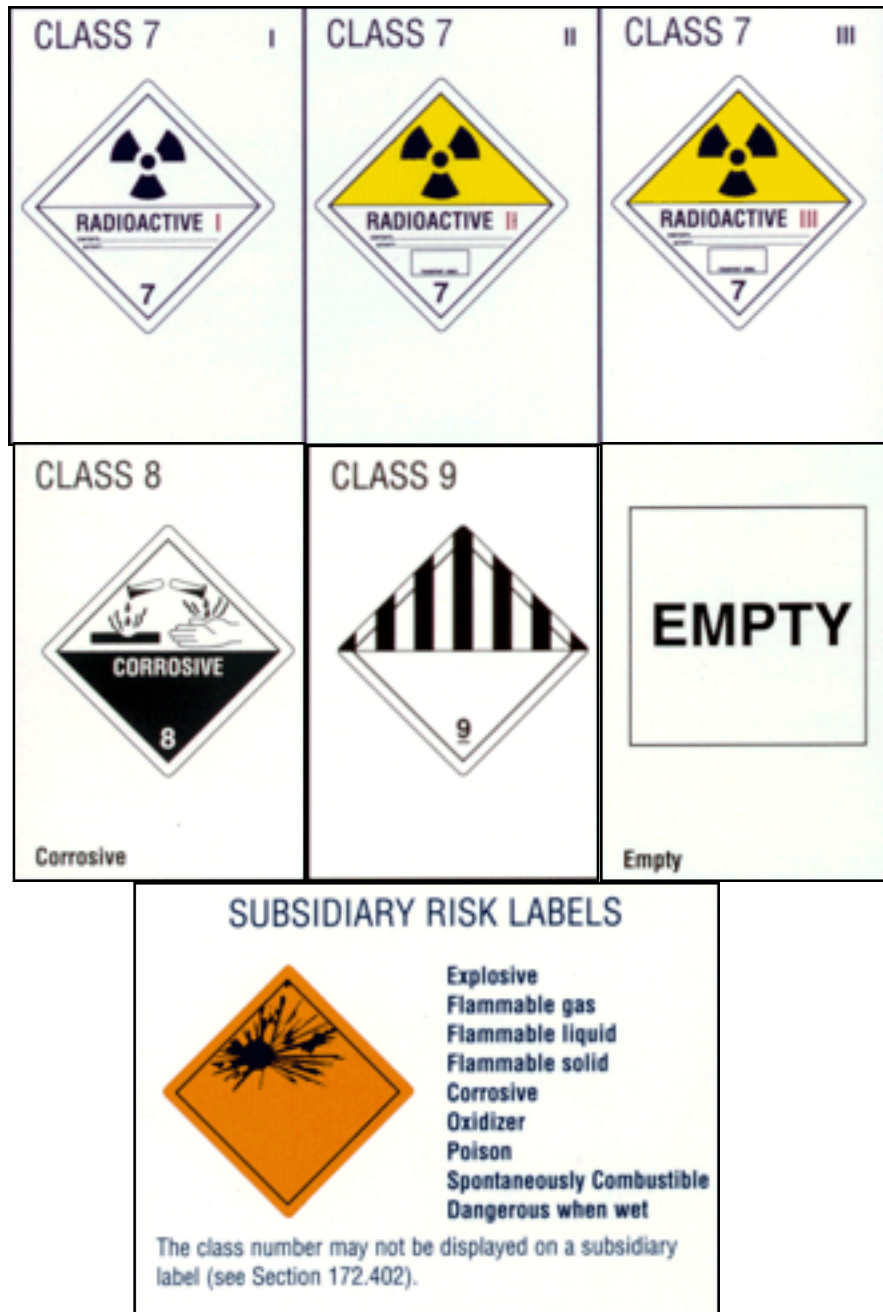 CLASS 7 I
RADIOACTIVE I
7
CLASS 7 II
RADIOACTIVE II
7
CLASS 7 III
RADIOACTIVE III
7
CLASS 8
CORROSIVE
8
Corrosive
CLASS 9
9
EMPTY
Empty
SUBSIDIARY RISK LABELS
Explosive
Flammable gas
Flammable liquid
Flammable solid
Corrosive
Oxidizer
Poison
Spontaneously Combustible
Dangerous when wet
The class number may not be displayed on a subsidiary
label (see Section 172.402).